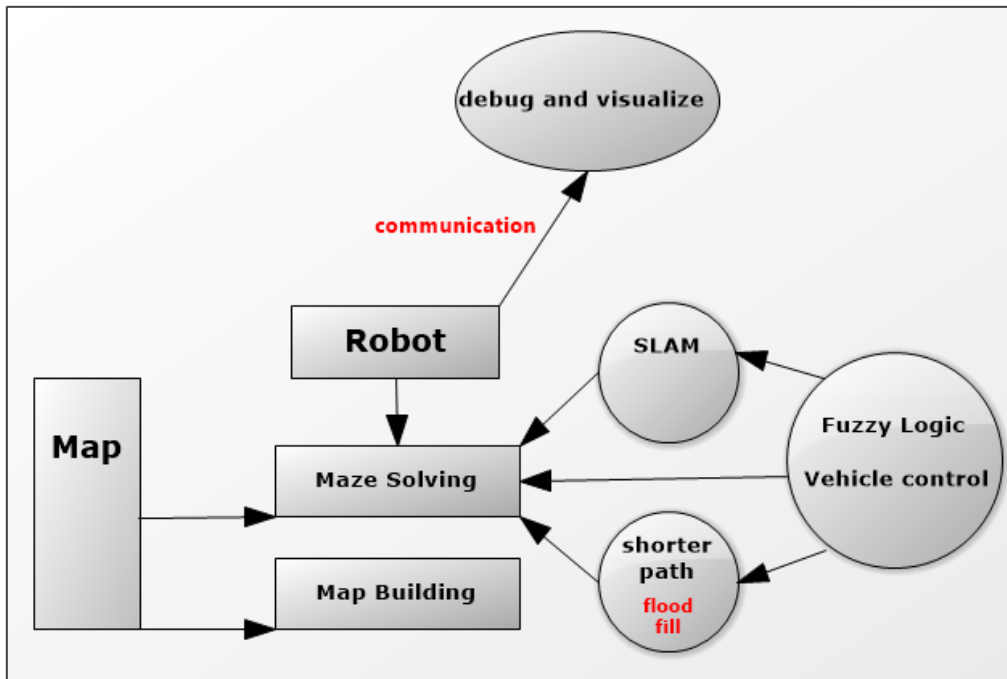 debug and visualize
communication
Robot
SLAM
Map
Fuzzy Logic
Vehicle control
Maze Solving
shorter
path
flood
fill
Map Building